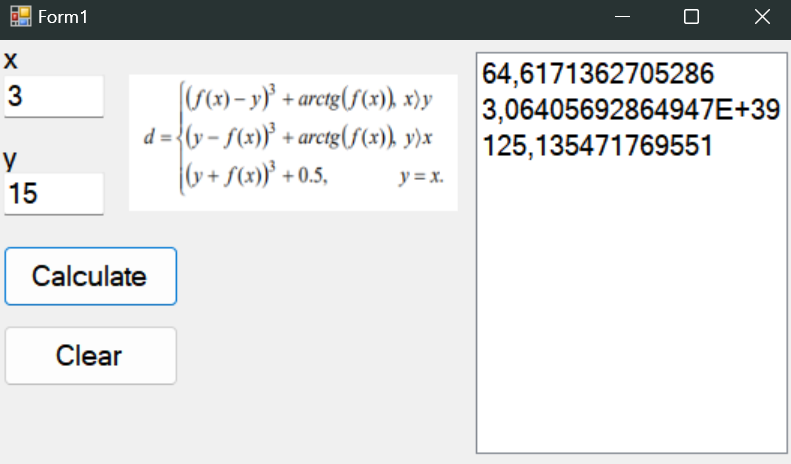 Form1
x
3
y
15
d = { (f(x) – y)³ + arctg(f(x)), x⟩y
(y – f(x))³ + arctg(f(x)), y⟩x
(y + f(x))³ + 0.5, y = x.
Calculate
Clear
64,6171362705286
3,06405692864947E+39
125,135471769551